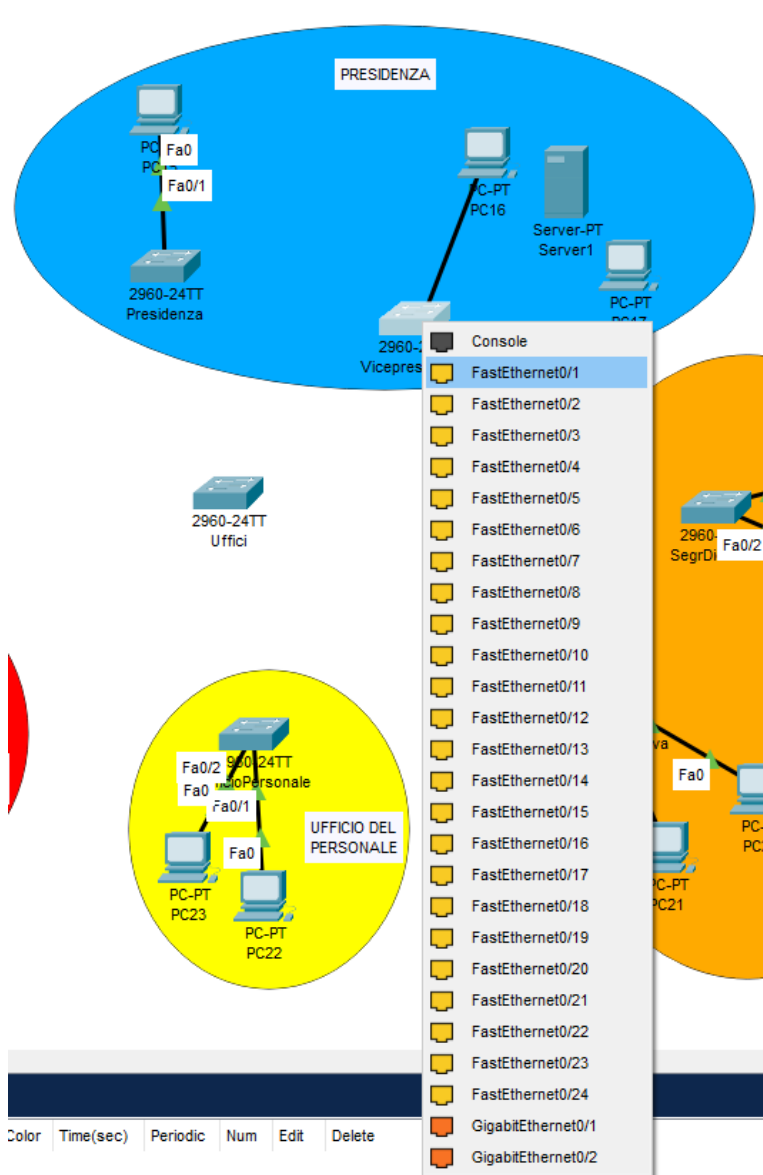 PRESIDENZA
Fa0
Fa0/1
2960-24TT
Presidenza
PC-PT
PC16
Server-PT
Server1
PC-PT
Console
FastEthernet0/1
FastEthernet0/2
FastEthernet0/3
FastEthernet0/4
FastEthernet0/5
FastEthernet0/6
FastEthernet0/7
FastEthernet0/8
FastEthernet0/9
FastEthernet0/10
FastEthernet0/11
FastEthernet0/12
FastEthernet0/13
FastEthernet0/14
FastEthernet0/15
FastEthernet0/16
FastEthernet0/17
FastEthernet0/18
FastEthernet0/19
FastEthernet0/20
FastEthernet0/21
FastEthernet0/22
FastEthernet0/23
FastEthernet0/24
GigabitEthernet0/1
GigabitEthernet0/2
2960-24TT
Uffici
Fa0/2
Fa0/2
Fa0
Fa0/1
Fa0
UFFICIO DEL
PERSONALE
PC-PT
PC23
PC-PT
PC22
Fa0
PC-PT
PC21
Color Time(sec) Periodic Num Edit Delete